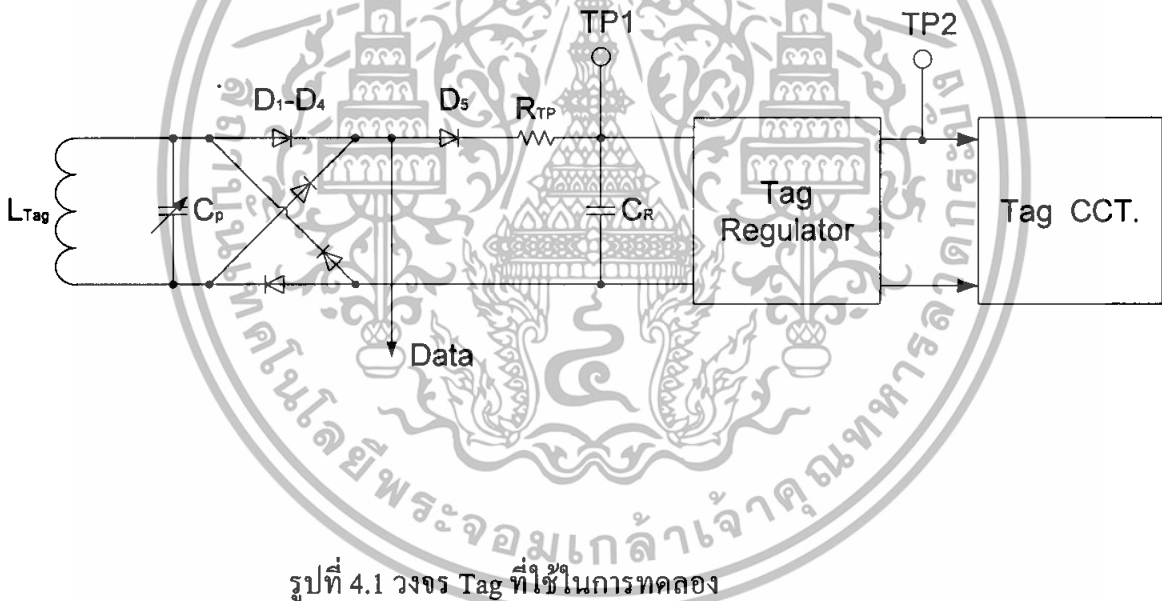 TP1
TP2
D1-D4
D5
RTP
LTag
Cp
CR
Tag
Regulator
Tag CCT.
Data
รูปที่ 4.1 วงจร Tag ที่ใช้ในการทดลอง